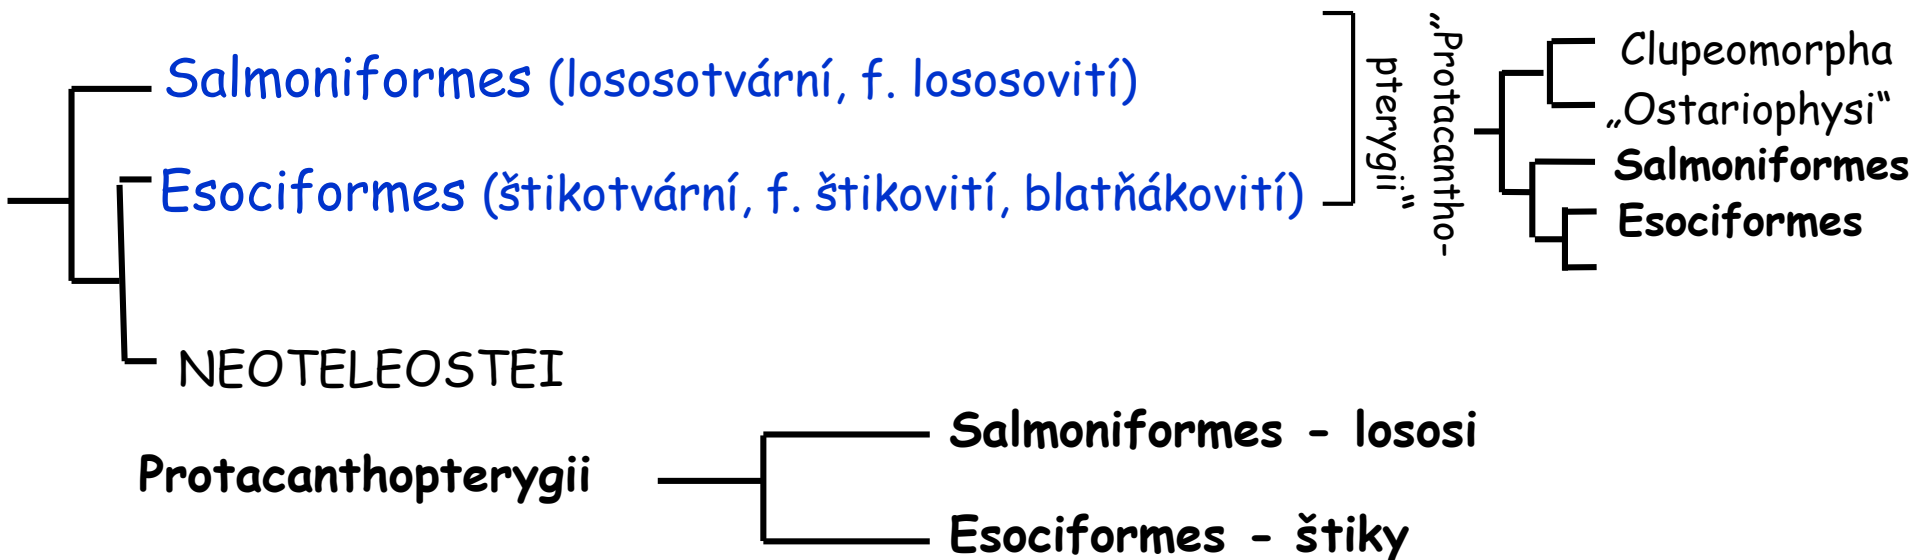 Salmoniformes (lososotvární, f. lososovití)
Esociformes (štikotvární, f. štikovití, blatňákovití)
NEOTELEOSTEI
„Protacantho-
pterygii“
Clupeomorpha
„Ostariophysi“
Salmoniformes
Esociformes
Protacanthopterygii
Salmoniformes - lososi
Esociformes - štiky